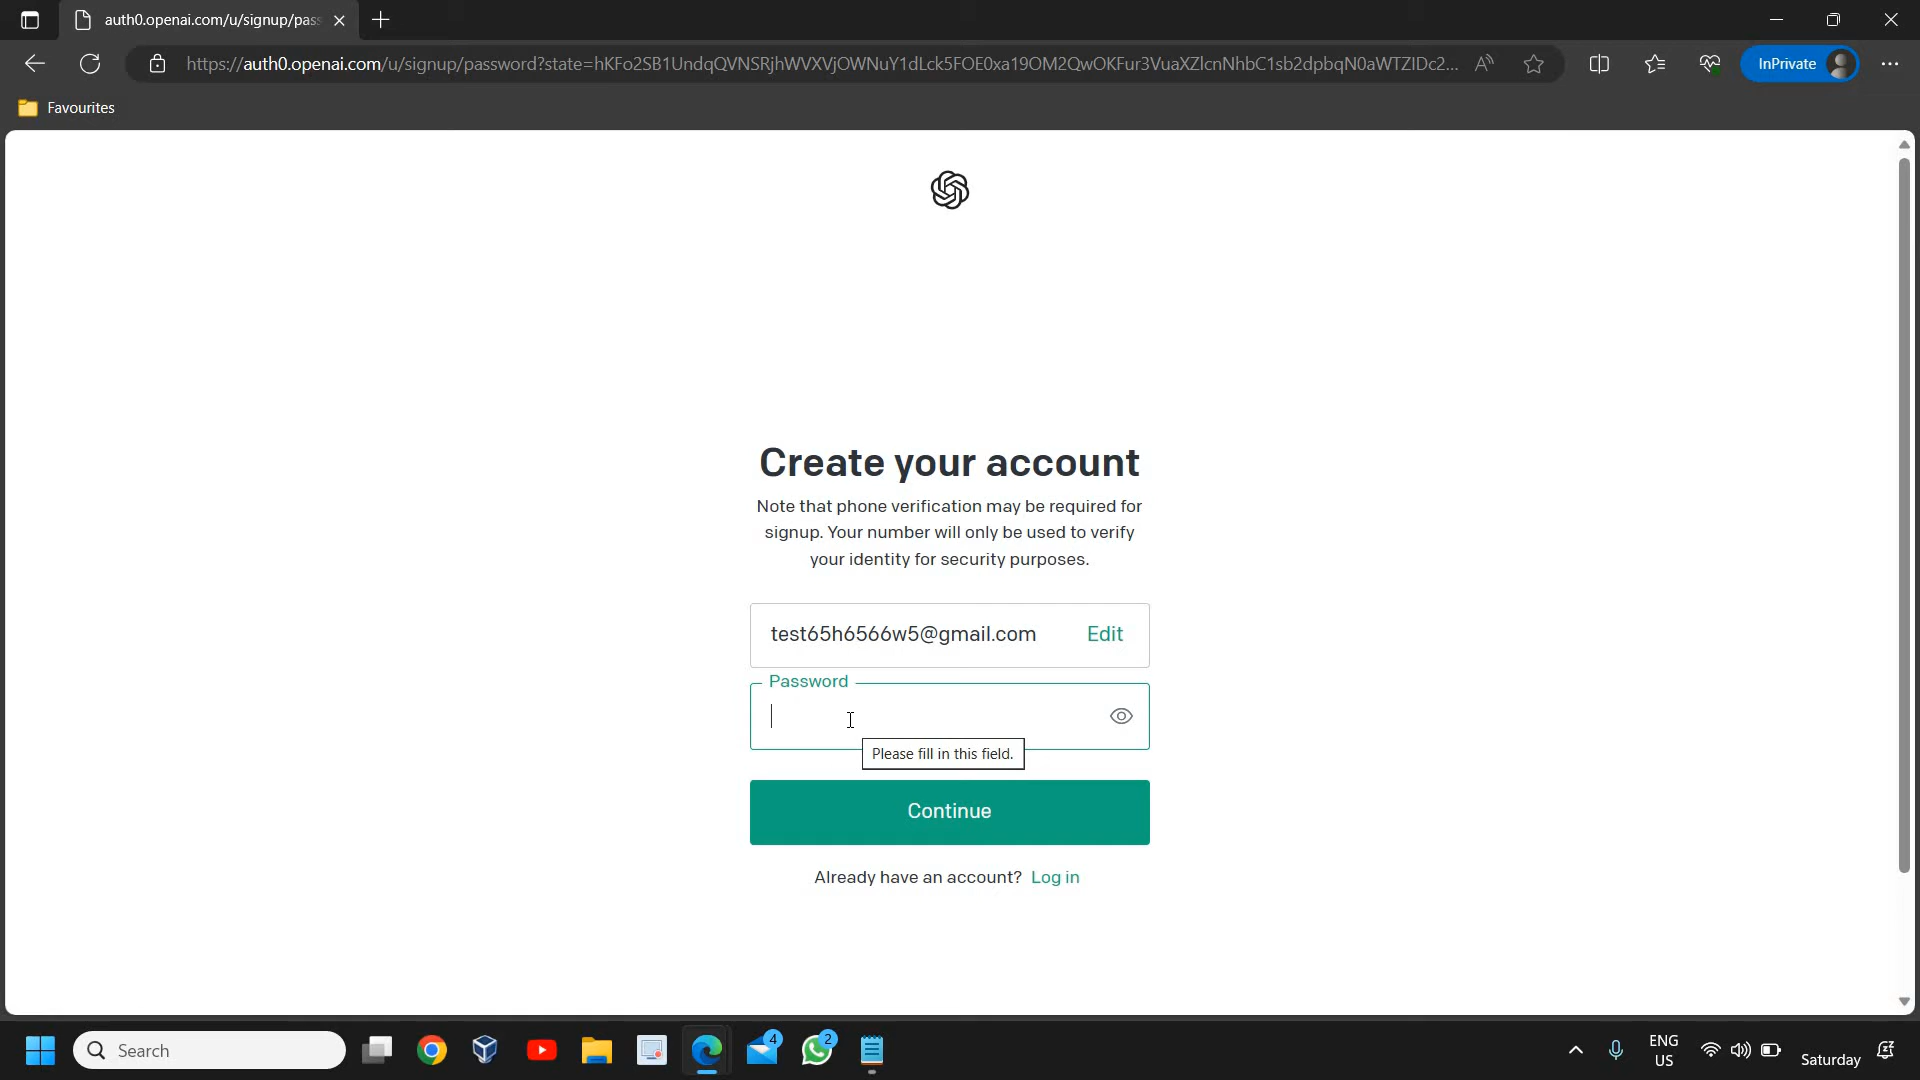 auth0.openai.com/u/signup/pass
https://auth0.openai.com/u/signup/password?state=hKFo2SB1UndqQVNSRjhWVXVjOWNuY1dLck5FOE0xa19OM2QwOKFur3VuaXZlcnNhbC1sb2dpbqN0aWTZIDc2...
InPrivate
Favourites
Create your account
Note that phone verification may be required for
signup. Your number will only be used to verify
your identity for security purposes.
test65h6566w5@gmail.com Edit
Password
Please fill in this field.
Continue
Already have an account? Log in
Search
4
2
ENG
US
Saturday